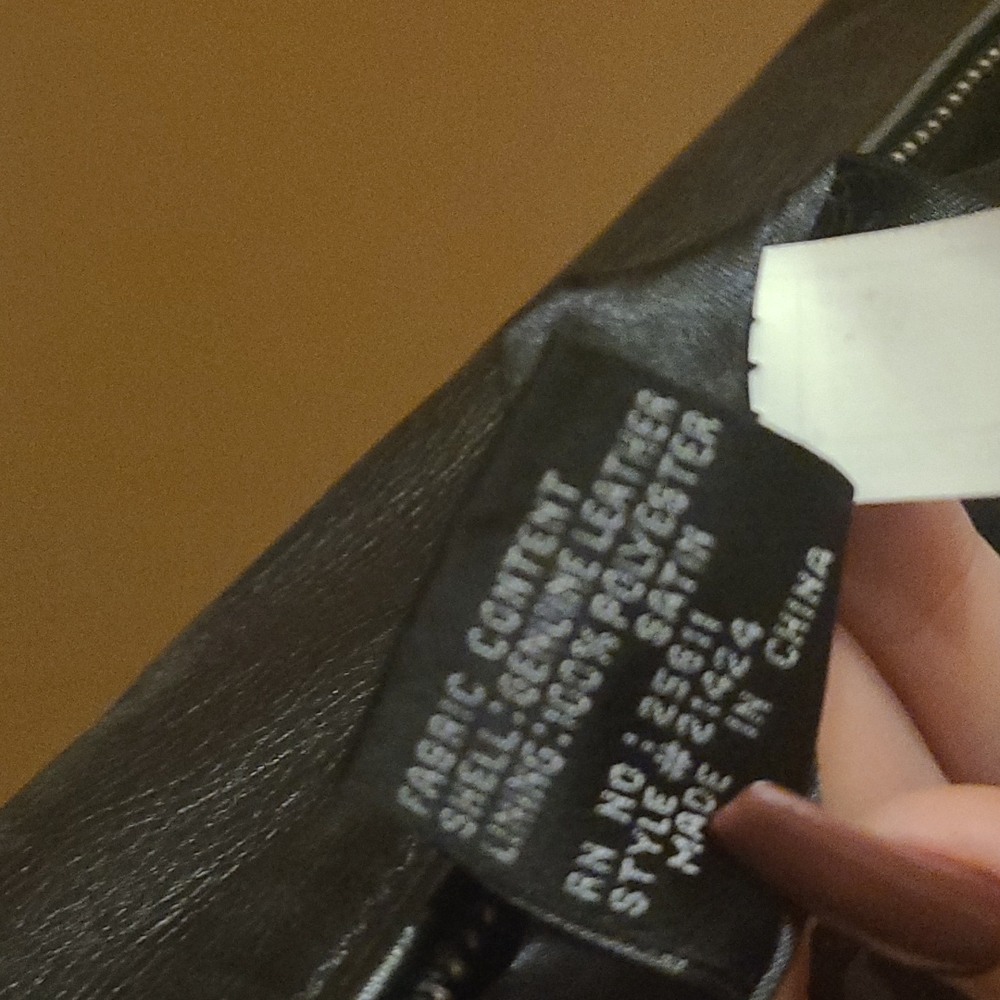 FABRIC CONTENT
SHELL:GENUINE LEATHER
LINING:100% POLYESTER
SATIN
RN NO: 25611
STYLE #21424
MADE IN CHINA